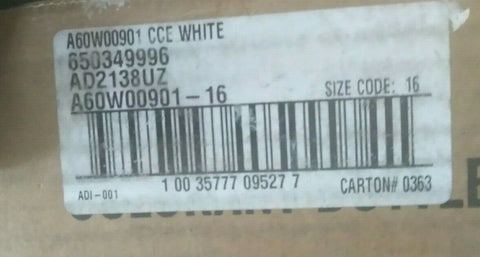 A60W00901 CCE WHITE
650349996
AD2138UZ
A60W00901-16 SIZE CODE: 16
1 00 35777 09527 7
ADI-001 CARTON# 0363